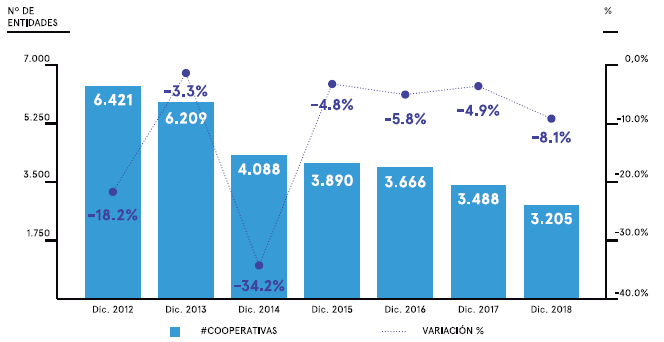 Nº DE
ENTIDADES
%
7.000
5.250
3.500
1.750
6.421
6.209
4.088
3.890
3.666
3.488
3.205
-18.2%
-3.3%
-34.2%
-4.8%
-5.8%
-4.9%
-8.1%
0,0%
-10.0%
-20.0%
-30.0%
-40.0%
Dic. 2012
Dic. 2013
Dic. 2014
Dic. 2015
Dic. 2016
Dic. 2017
Dic. 2018
#COOPERATIVAS
VARIACIÓN %